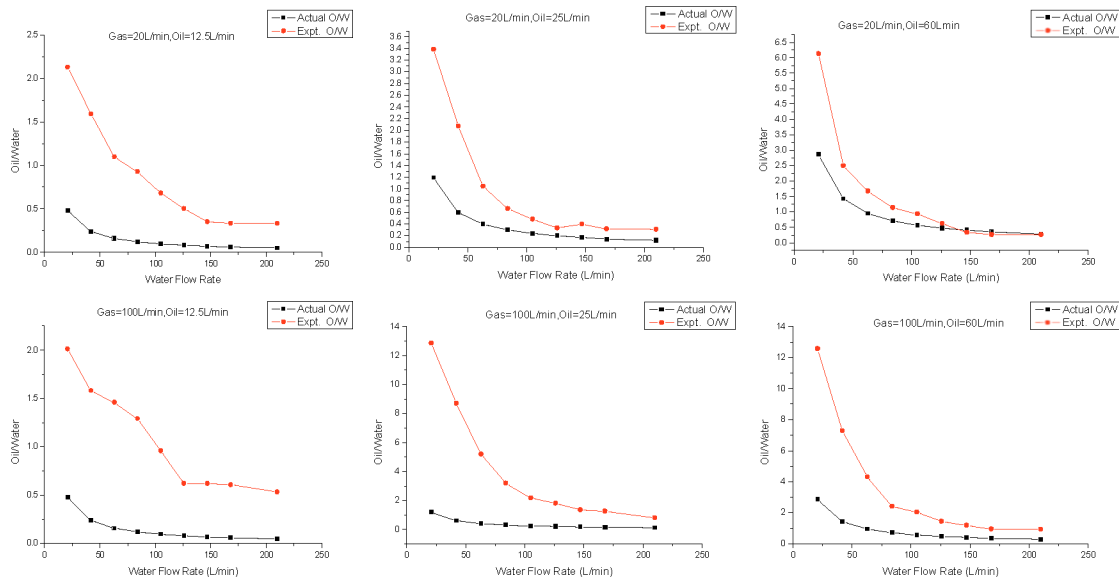 Gas=20L/min,Oil=12.5L/min
Actual O/W
Expt. O/W
2.5
2.0
1.5
1.0
0.5
0.0
Oil/Water
0 50 100 150 200 250
Water Flow Rate
Gas=20L/min,Oil=25L/min
Actual O/W
Expt. O/W
3.6
3.4
3.2
3.0
2.8
2.6
2.4
2.2
2.0
1.8
1.6
1.4
1.2
1.0
0.8
0.6
0.4
0.2
0.0
Oil/Water
0 50 100 150 200 250
Water Flow Rate (L/min)
Gas=20L/min,Oil=60Lmin
Actual O/W
Expt. O/W
6.5
6.0
5.5
5.0
4.5
4.0
3.5
3.0
2.5
2.0
1.5
1.0
0.5
0.0
Oil/Water
0 50 100 150 200 250
Water Flow Rate (L/min)
Gas=100L/min,Oil=12.5L/min
Actual O/W
Expt. O/W
2.0
1.5
1.0
0.5
0.0
Oil/Water
0 50 100 150 200 250
Water Flow Rate (L/min)
Gas=100L/min,Oil=25L/min
Actual O/W
Expt. O/W
14
12
10
8
6
4
2
0
Oil/Water
0 50 100 150 200 250
Water Flow Rate (L/min)
Gas=100L/min,Oil=60L/min
Actual O/W
Expt. O/W
14
12
10
8
6
4
2
0
Oil/Water
0 50 100 150 200 250
Water Flow Rate (L/min)